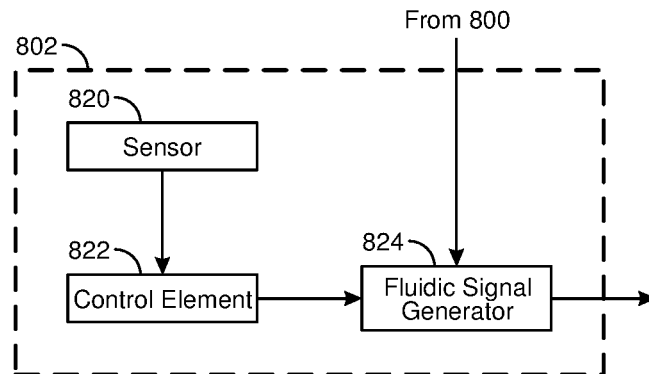 From 800
802
820
Sensor
822
Control Element
824
Fluidic Signal
Generator